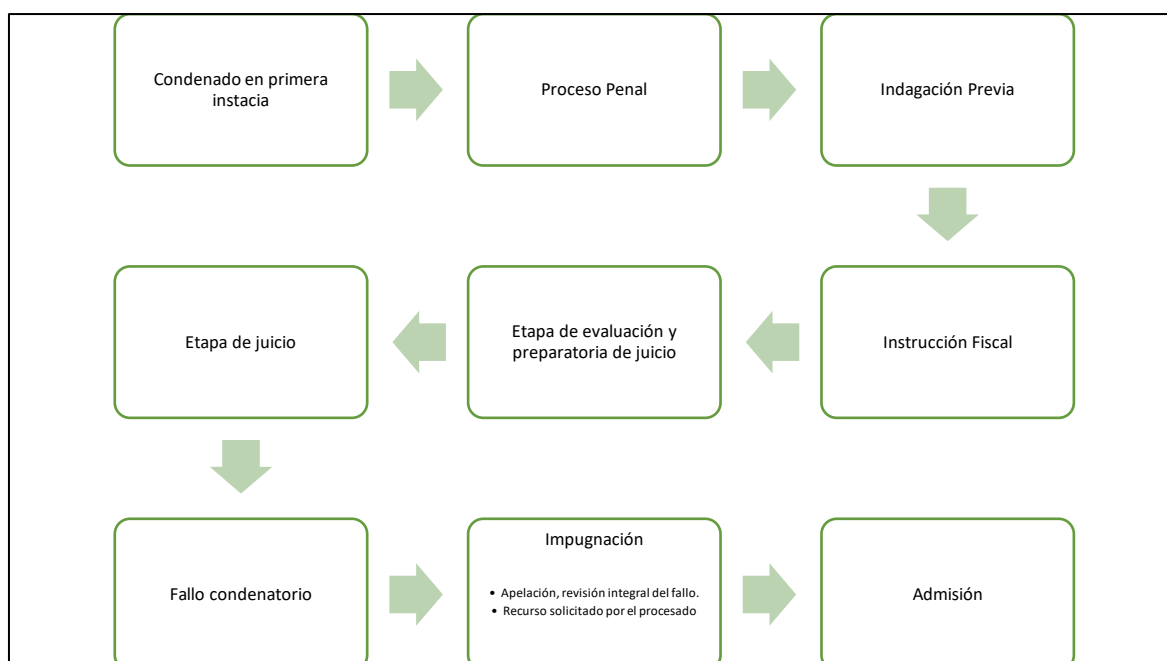 Condenado en primera
instacia
Proceso Penal
Indagación Previa
Instrucción Fiscal
Etapa de evaluación y
preparatoria de juicio
Etapa de juicio
Fallo condenatorio
Impugnación
• Apelación, revisión integral del fallo.
• Recurso solicitado por el procesado
Admisión